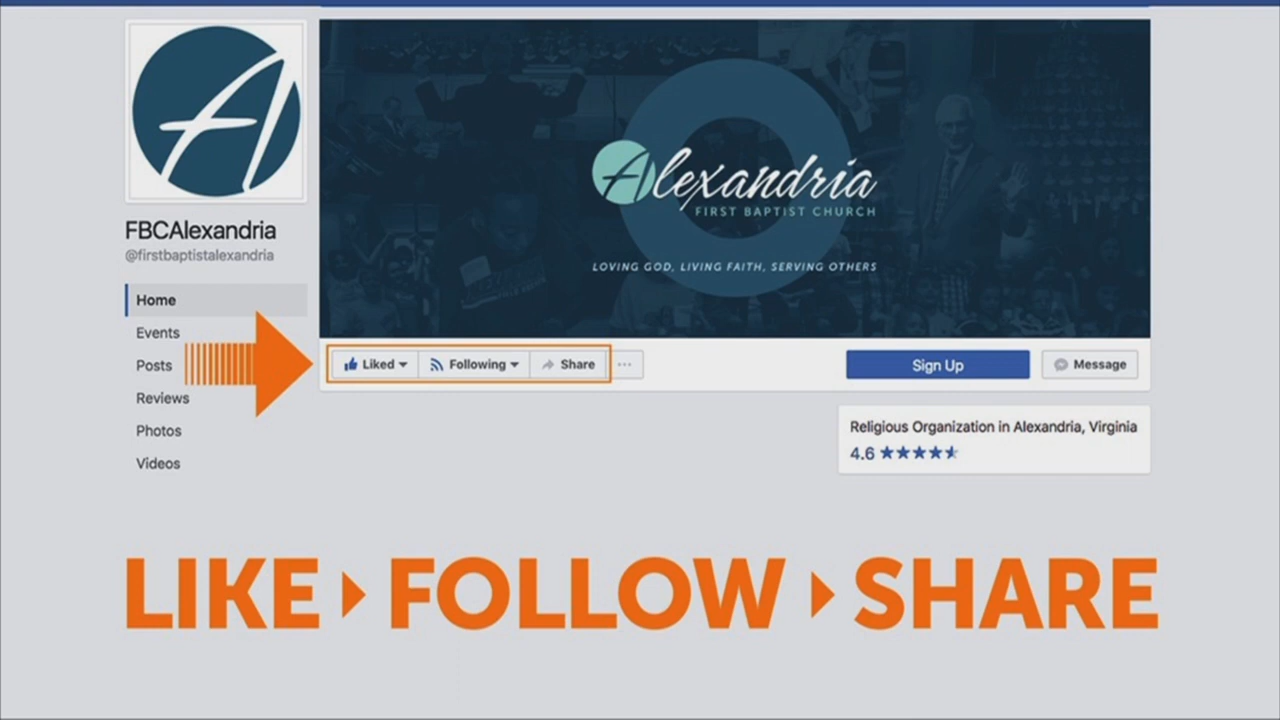 FBCAlexandria
@firstbaptistalexandria
Home
Events
Posts
Reviews
Photos
Videos
Alexandria
FIRST BAPTIST CHURCH
LOVING GOD, LIVING FAITH, SERVING OTHERS
Liked Following Share ... Sign Up Message
Religious Organization in Alexandria, Virginia
4.6
LIKE FOLLOW SHARE